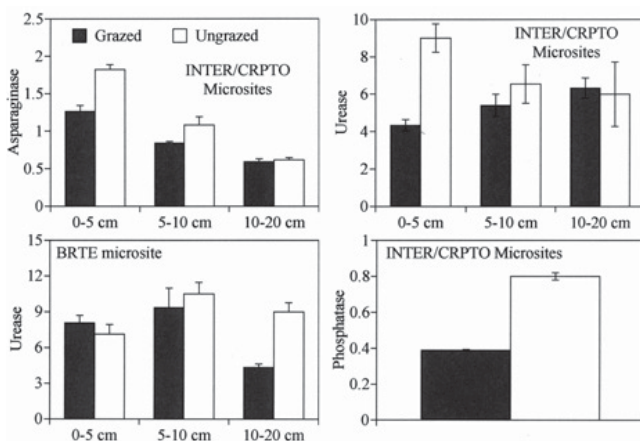 Asparaginase
2.5
2
1.5
1
0.5
0
Grazed
Ungrazed
INTER/CRPTO
Microsites
0-5 cm
5-10 cm
10-20 cm
Urease
10
8
6
4
2
0
INTER/CRPTO
Microsites
0-5 cm
5-10 cm
10-20 cm
Urease
15
12
9
6
3
0
BRTE microsite
0-5 cm
5-10 cm
10-20 cm
Phosphatase
1
0.8
0.4
0.2
0
INTER/CRPTO Microsites